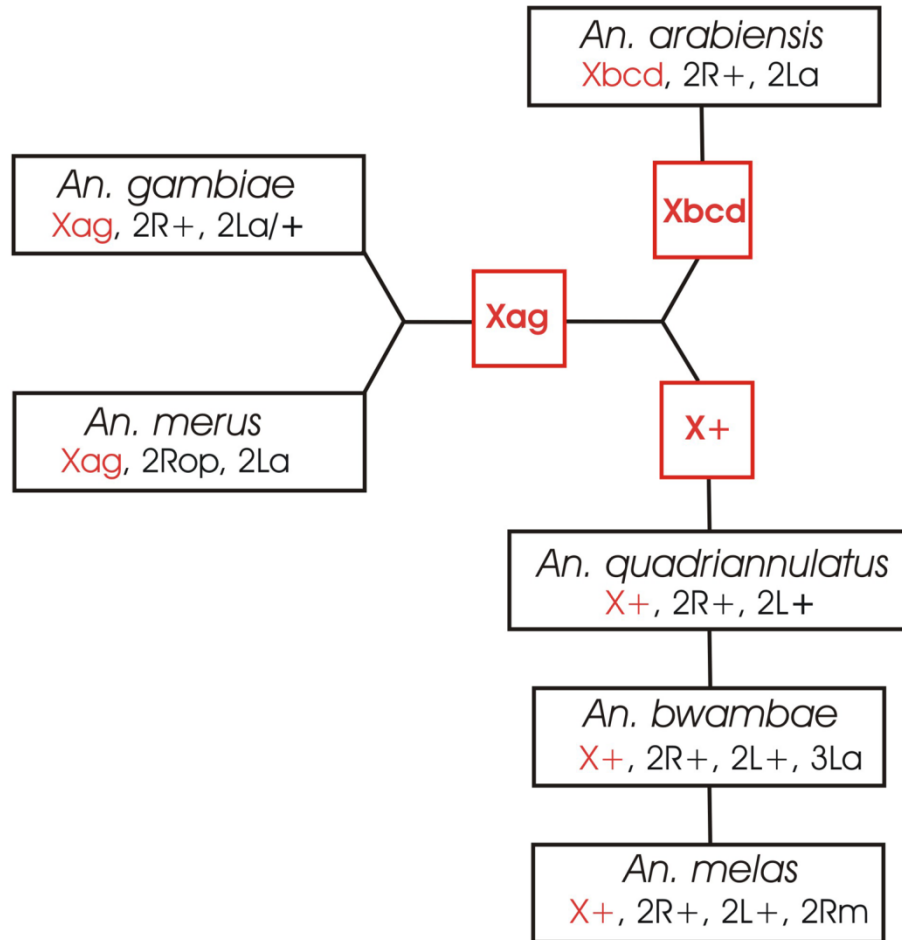 An. arabiensis
Xbcd, 2R+, 2La
An. gambiae
Xag, 2R+, 2La/+
Xbcd
Xag
An. merus
Xag, 2Rop, 2La
X+
An. quadriannulatus
X+, 2R+, 2L+
An. bwambae
X+, 2R+, 2L+, 3La
An. melas
X+, 2R+, 2L+, 2Rm